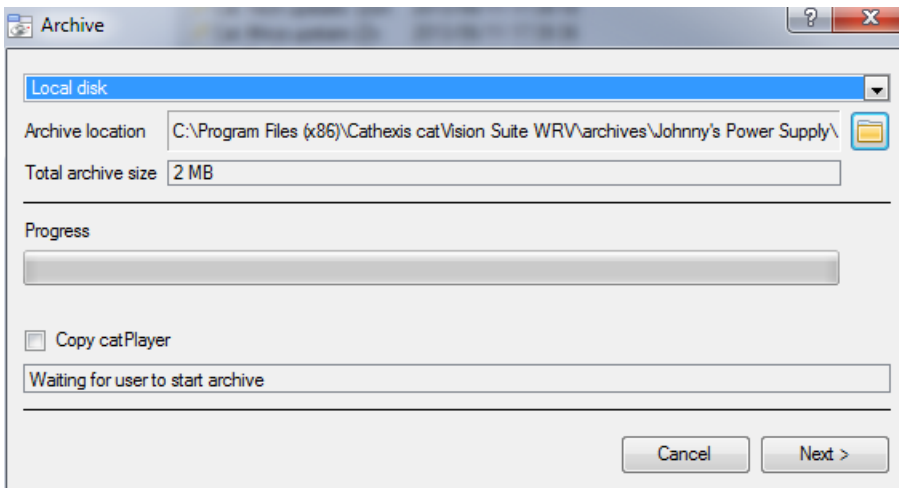 Archive
Local disk
Archive location C:\Program Files (x86)\Cathexis catVision Suite WRV\archives\Johnny's Power Supply\
Total archive size 2 MB
Progress
Copy catPlayer
Waiting for user to start archive
Cancel Next >